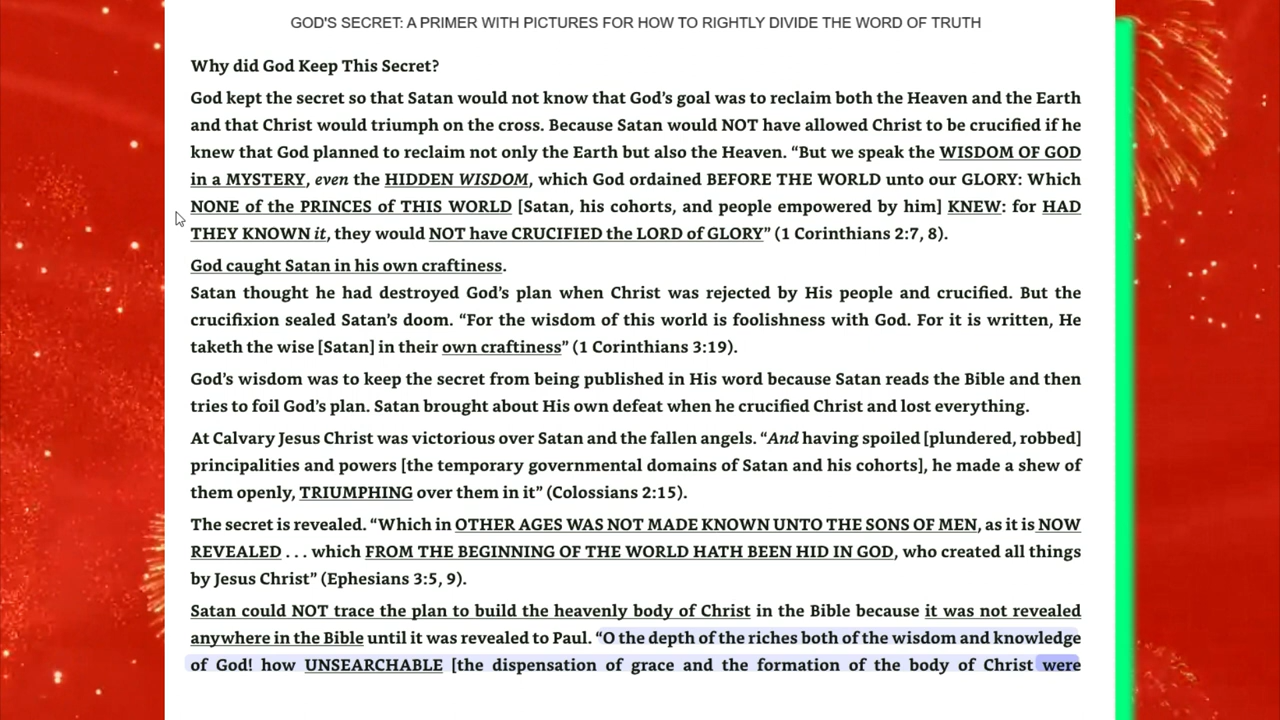 GOD'S SECRET: A PRIMER WITH PICTURES FOR HOW TO RIGHTLY DIVIDE THE WORD OF TRUTH
Why did God Keep This Secret?
God kept the secret so that Satan would not know that God’s goal was to reclaim both the Heaven and the Earth
and that Christ would triumph on the cross. Because Satan would NOT have allowed Christ to be crucified if he
knew that God planned to reclaim not only the Earth but also the Heaven. “But we speak the WISDOM OF GOD
in a MYSTERY, even the HIDDEN WISDOM, which God ordained BEFORE THE WORLD unto our GLORY: Which
NONE of the PRINCES of THIS WORLD [Satan, his cohorts, and people empowered by him] KNEW: for HAD
THEY KNOWN it, they would NOT have CRUCIFIED the LORD of GLORY” (1 Corinthians 2:7, 8).
God caught Satan in his own craftiness.
Satan thought he had destroyed God’s plan when Christ was rejected by His people and crucified. But the
crucifixion sealed Satan’s doom. “For the wisdom of this world is foolishness with God. For it is written, He
taketh the wise [Satan] in their own craftiness” (1 Corinthians 3:19).
God’s wisdom was to keep the secret from being published in His word because Satan reads the Bible and then
tries to foil God’s plan. Satan brought about His own defeat when he crucified Christ and lost everything.
At Calvary Jesus Christ was victorious over Satan and the fallen angels. “And having spoiled [plundered, robbed]
principalities and powers [the temporary governmental domains of Satan and his cohorts], he made a shew of
them openly, TRIUMPHING over them in it” (Colossians 2:15).
The secret is revealed. “Which in OTHER AGES WAS NOT MADE KNOWN UNTO THE SONS OF MEN, as it is NOW
REVEALED . . . which FROM THE BEGINNING OF THE WORLD HATH BEEN HID IN GOD, who created all things
by Jesus Christ” (Ephesians 3:5, 9).
Satan could NOT trace the plan to build the heavenly body of Christ in the Bible because it was not revealed
anywhere in the Bible until it was revealed to Paul. “O the depth of the riches both of the wisdom and knowledge
of God! how UNSEARCHABLE [the dispensation of grace and the formation of the body of Christ were